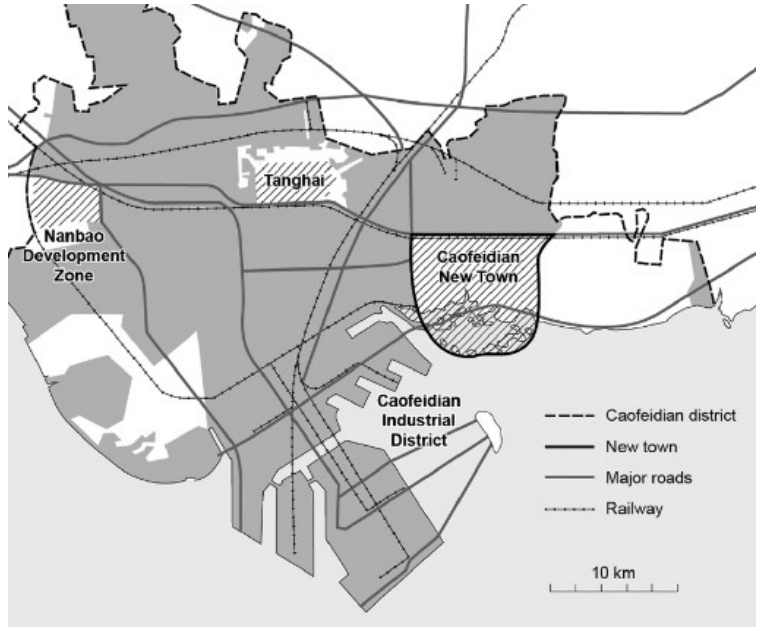 Tanghai
Nanbao
Development
Zone
Caofeidian
New Town
Caofeidian
Industrial
District
Caofeidian district
New town
Major roads
Railway
10 km